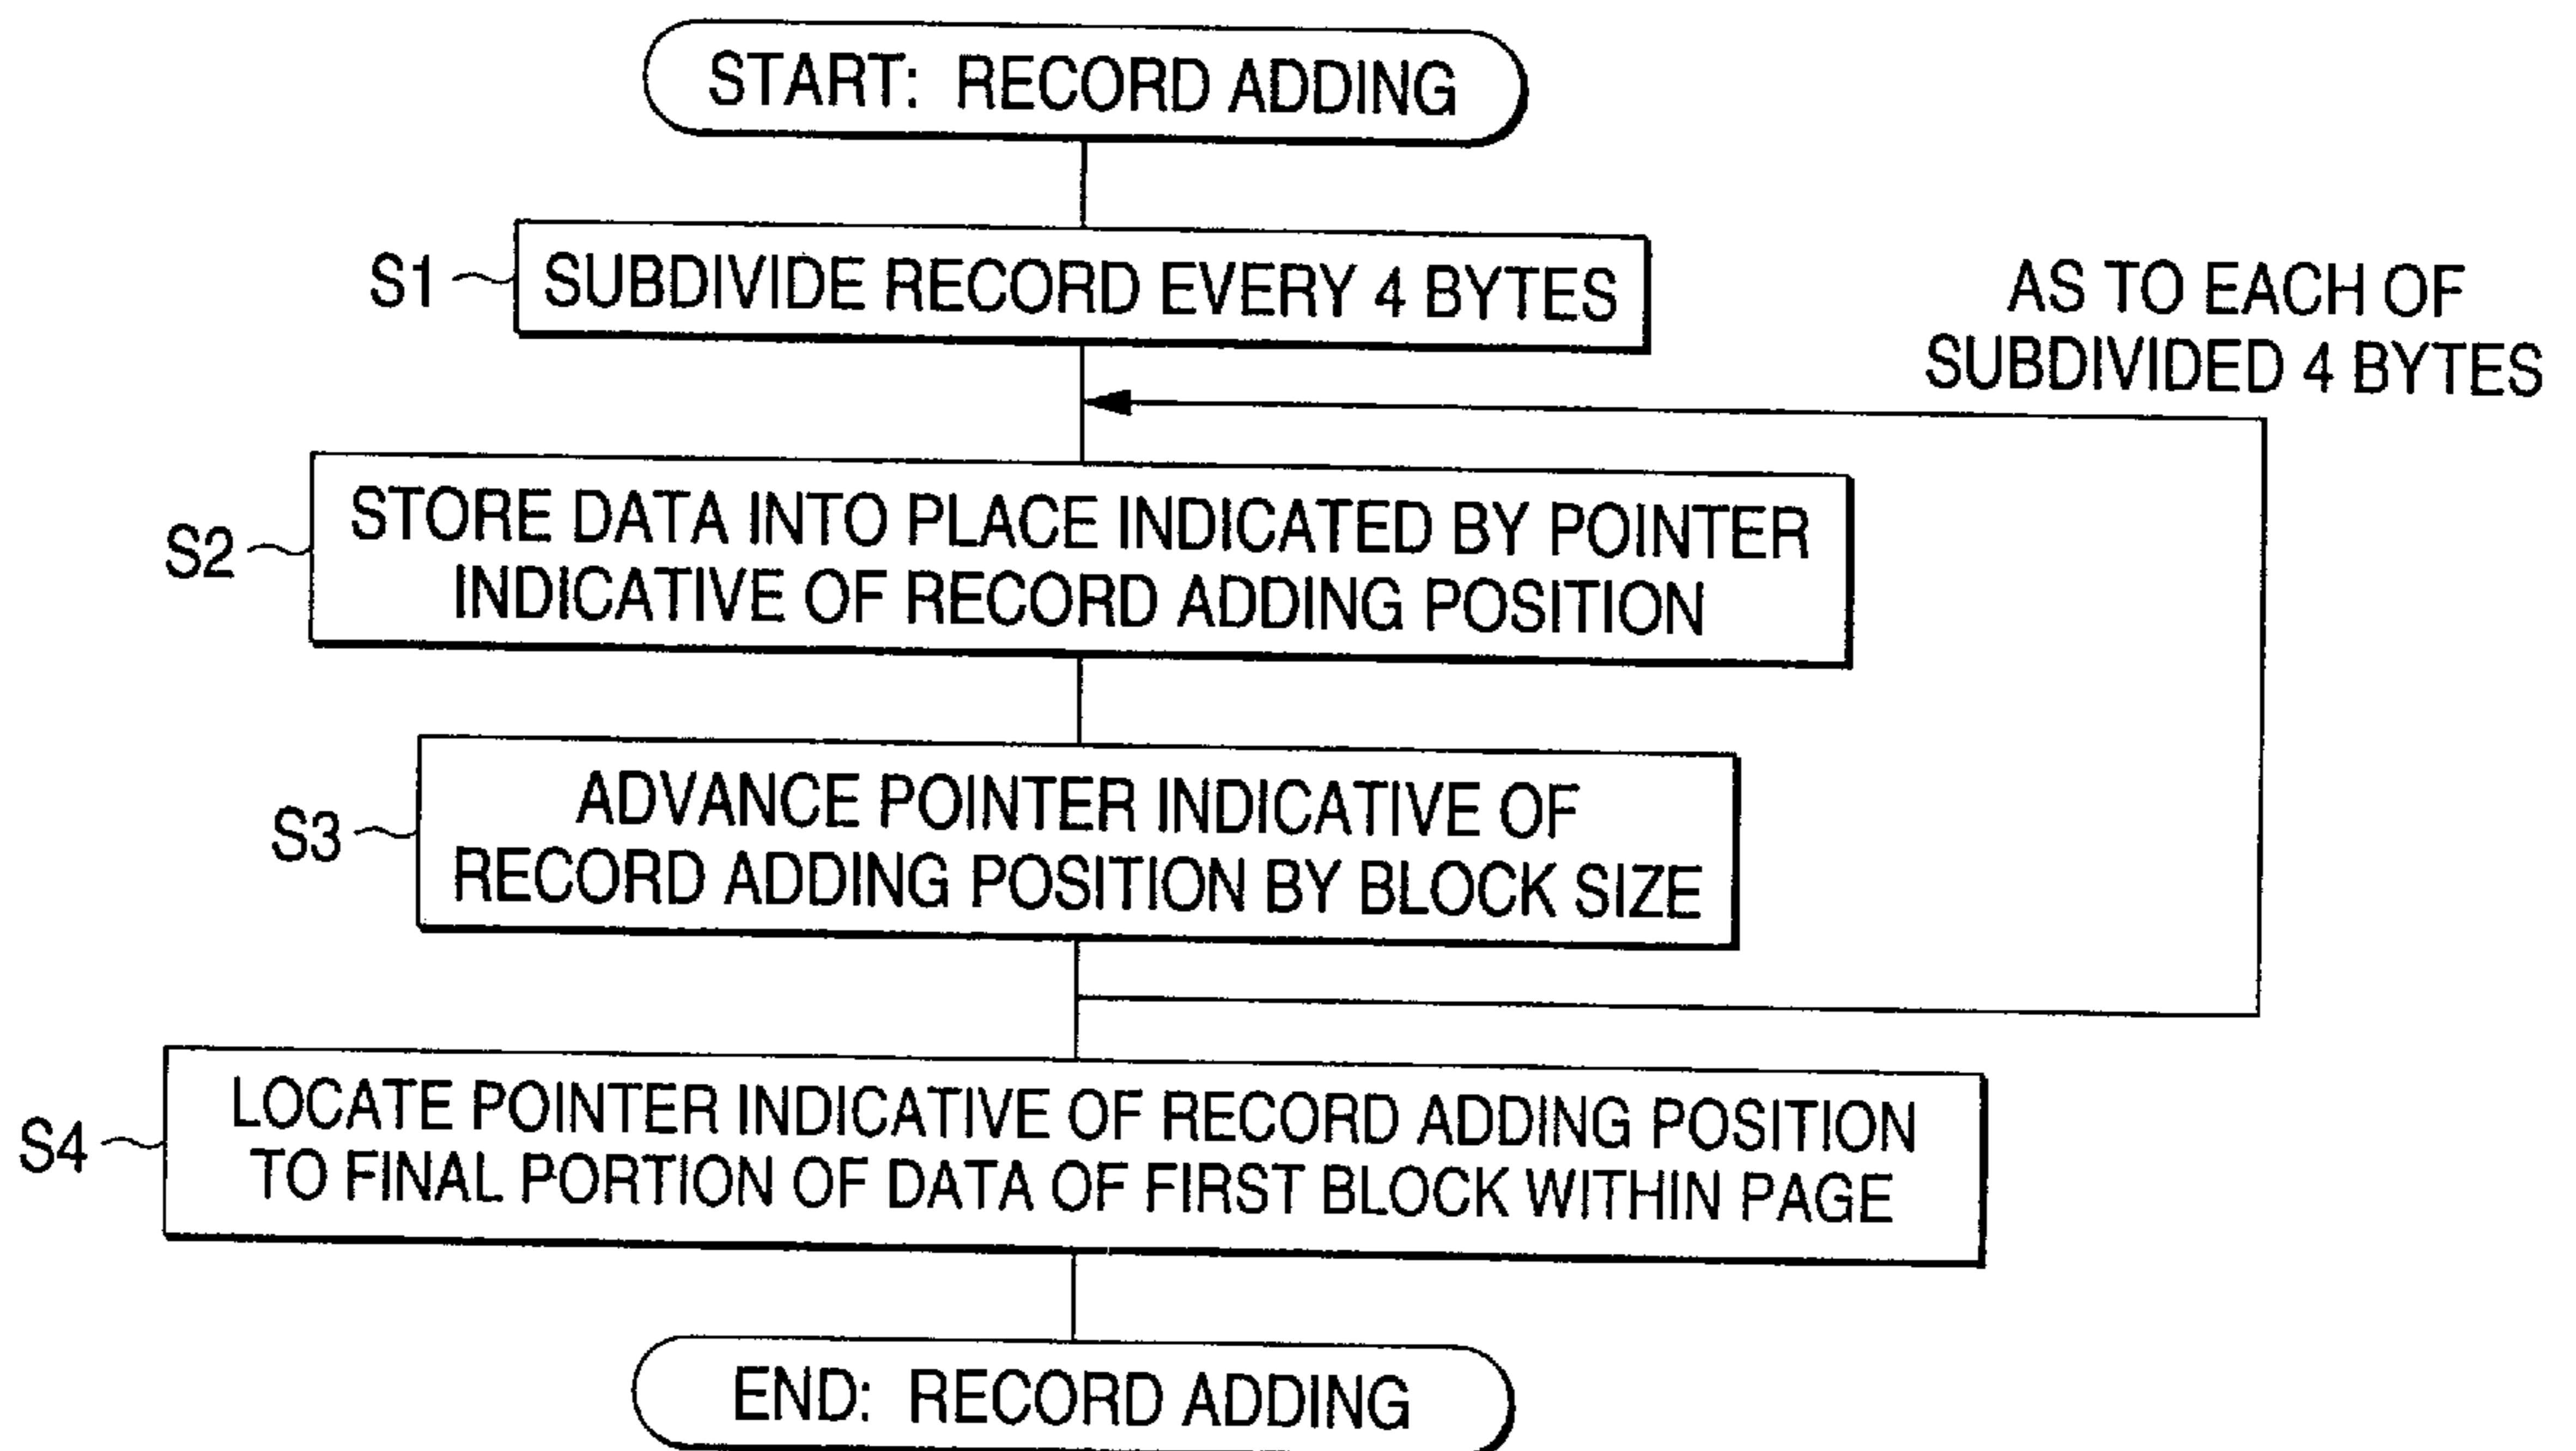 START: RECORD ADDING
S1
SUBDIVIDE RECORD EVERY 4 BYTES
AS TO EACH OF
SUBDIVIDED 4 BYTES
S2
STORE DATA INTO PLACE INDICATED BY POINTER
INDICATIVE OF RECORD ADDING POSITION
S3
ADVANCE POINTER INDICATIVE OF
RECORD ADDING POSITION BY BLOCK SIZE
S4
LOCATE POINTER INDICATIVE OF RECORD ADDING POSITION
TO FINAL PORTION OF DATA OF FIRST BLOCK WITHIN PAGE
END: RECORD ADDING